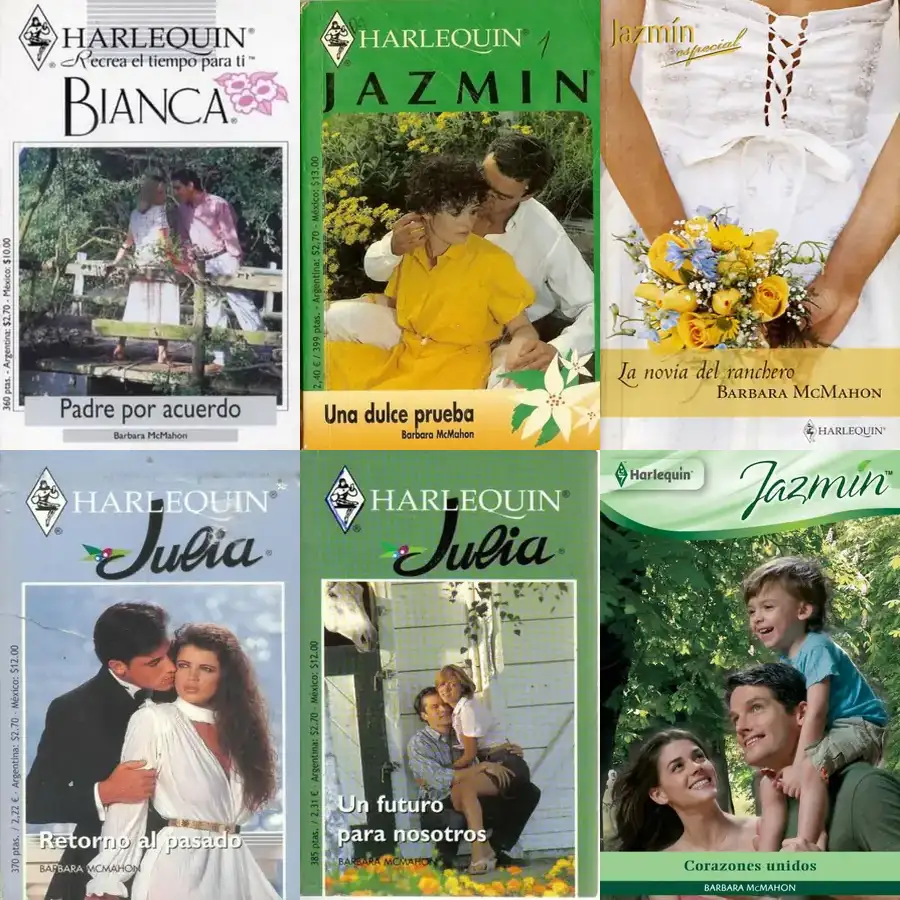 HARLEQUIN®
Recrea el tiempo para ti™
BIANCA®
360 ptas. - Argentina: $2.70 - México: $10.00
Padre por acuerdo
Barbara McMahon
HARLEQUIN® 1
JAZMIN®
2,40 € / 399 ptas. - Argentina: $2.70 - México: $13.00
Una dulce prueba
Barbara McMahon
Jazmín
especial
La novia del ranchero
BARBARA MCMAHON
HARLEQUIN®
HARLEQUIN®
Julia®
370 ptas. / 2,22 € - Argentina: $2.70 - México: $12.00
Retorno al pasado
BARBARA MCMAHON
HARLEQUIN®
Julia®
385 ptas. / 2,31 € - Argentina: $2.70 - México: $12.00
Un futuro
para nosotros
BARBARA MCMAHON
Harlequin®
Jazmín™
Corazones unidos
BARBARA McMAHON